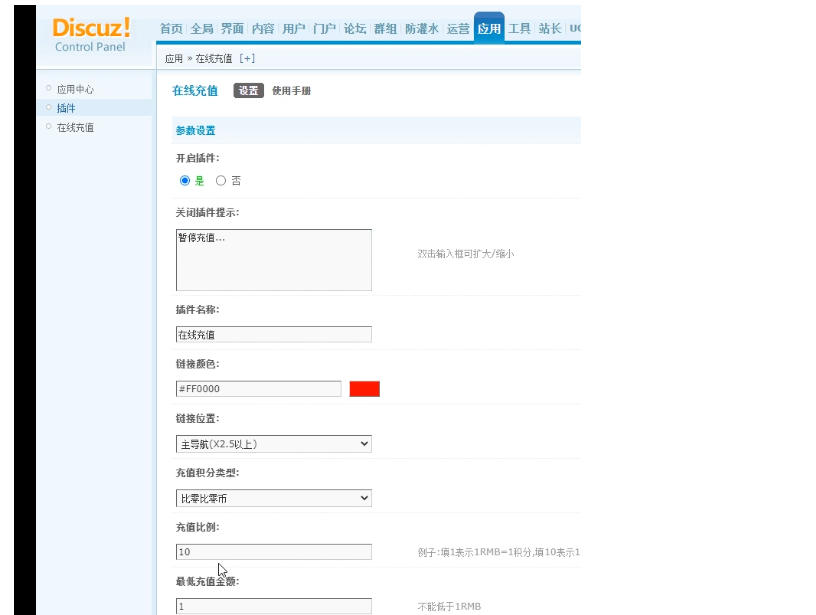 Discuz!
Control Panel
首页 全局 界面 内容 用户 门户 论坛 群组 防灌水 运营 应用 工具 站长 UC
应用 » 在线充值 [+]
应用中心
插件
在线充值
在线充值 设置 使用手册
参数设置
开启插件:
是 否
关闭插件提示:
暂停充值...
双击输入框可扩大/缩小
插件名称:
在线充值
链接颜色:
#FF0000
链接位置:
主导航(X2.5以上)
充值积分类型:
比零比零币
充值比例:
10
例子:填1表示1RMB=1积分,填10表示1
最低充值金额:
1
不能低于1RMB